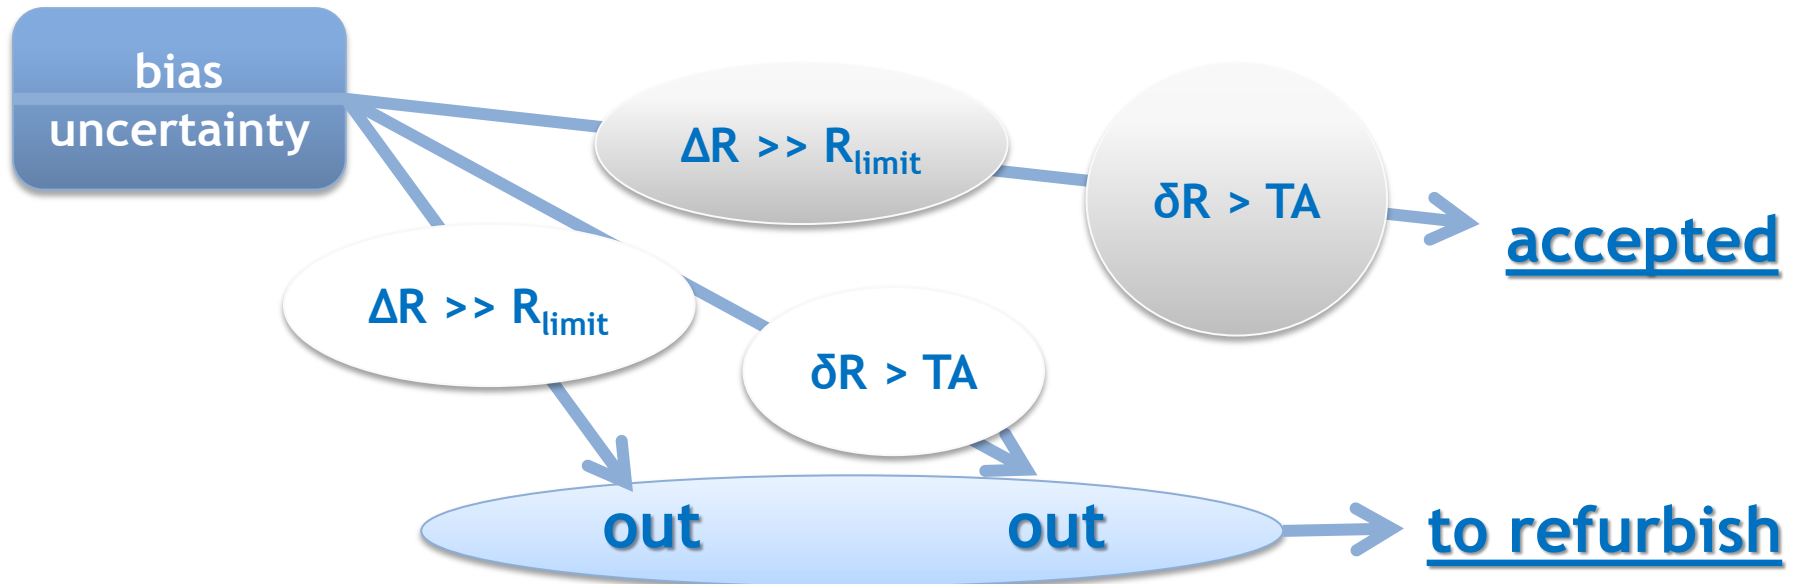 bias
uncertainty
ΔR >> Rlimit
δR > TA
accepted
ΔR >> Rlimit
δR > TA
out out
to refurbish